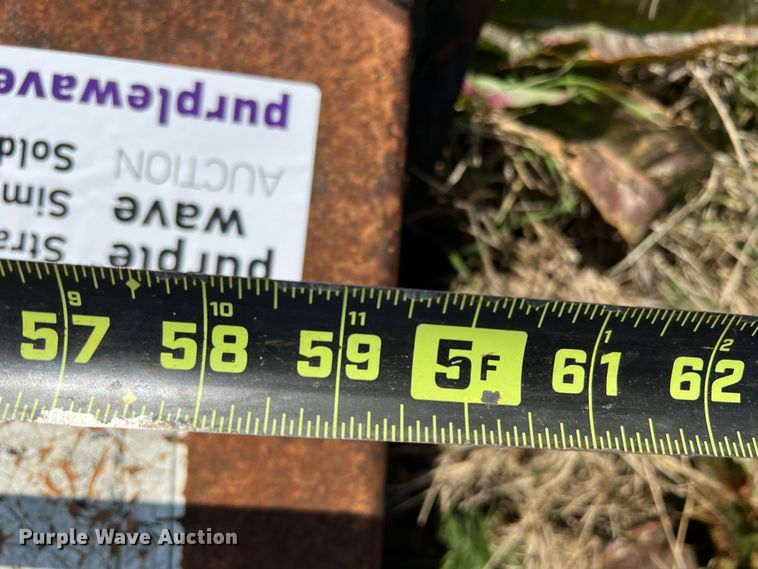 purplewave
AUCTION
Sold
wave
Sim
purple
Stra
9 10 11 1 2
57 58 59 5F 61 62
Purple Wave Auction